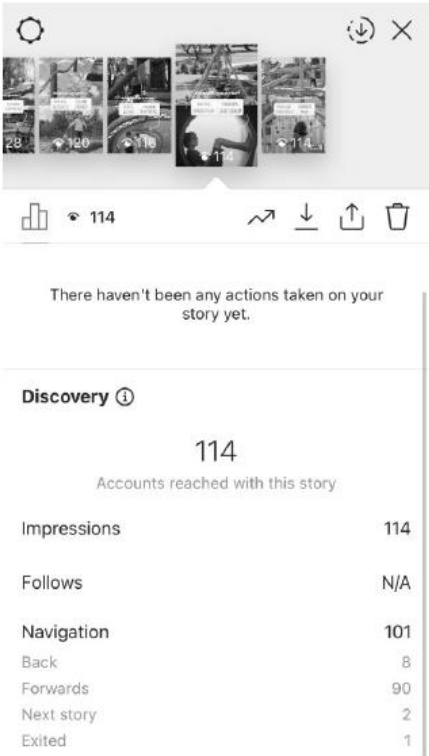 28
120
116
114
114
114
There haven't been any actions taken on your
story yet.
Discovery
114
Accounts reached with this story
Impressions 114
Follows N/A
Navigation 101
Back 8
Forwards 90
Next story 2
Exited 1